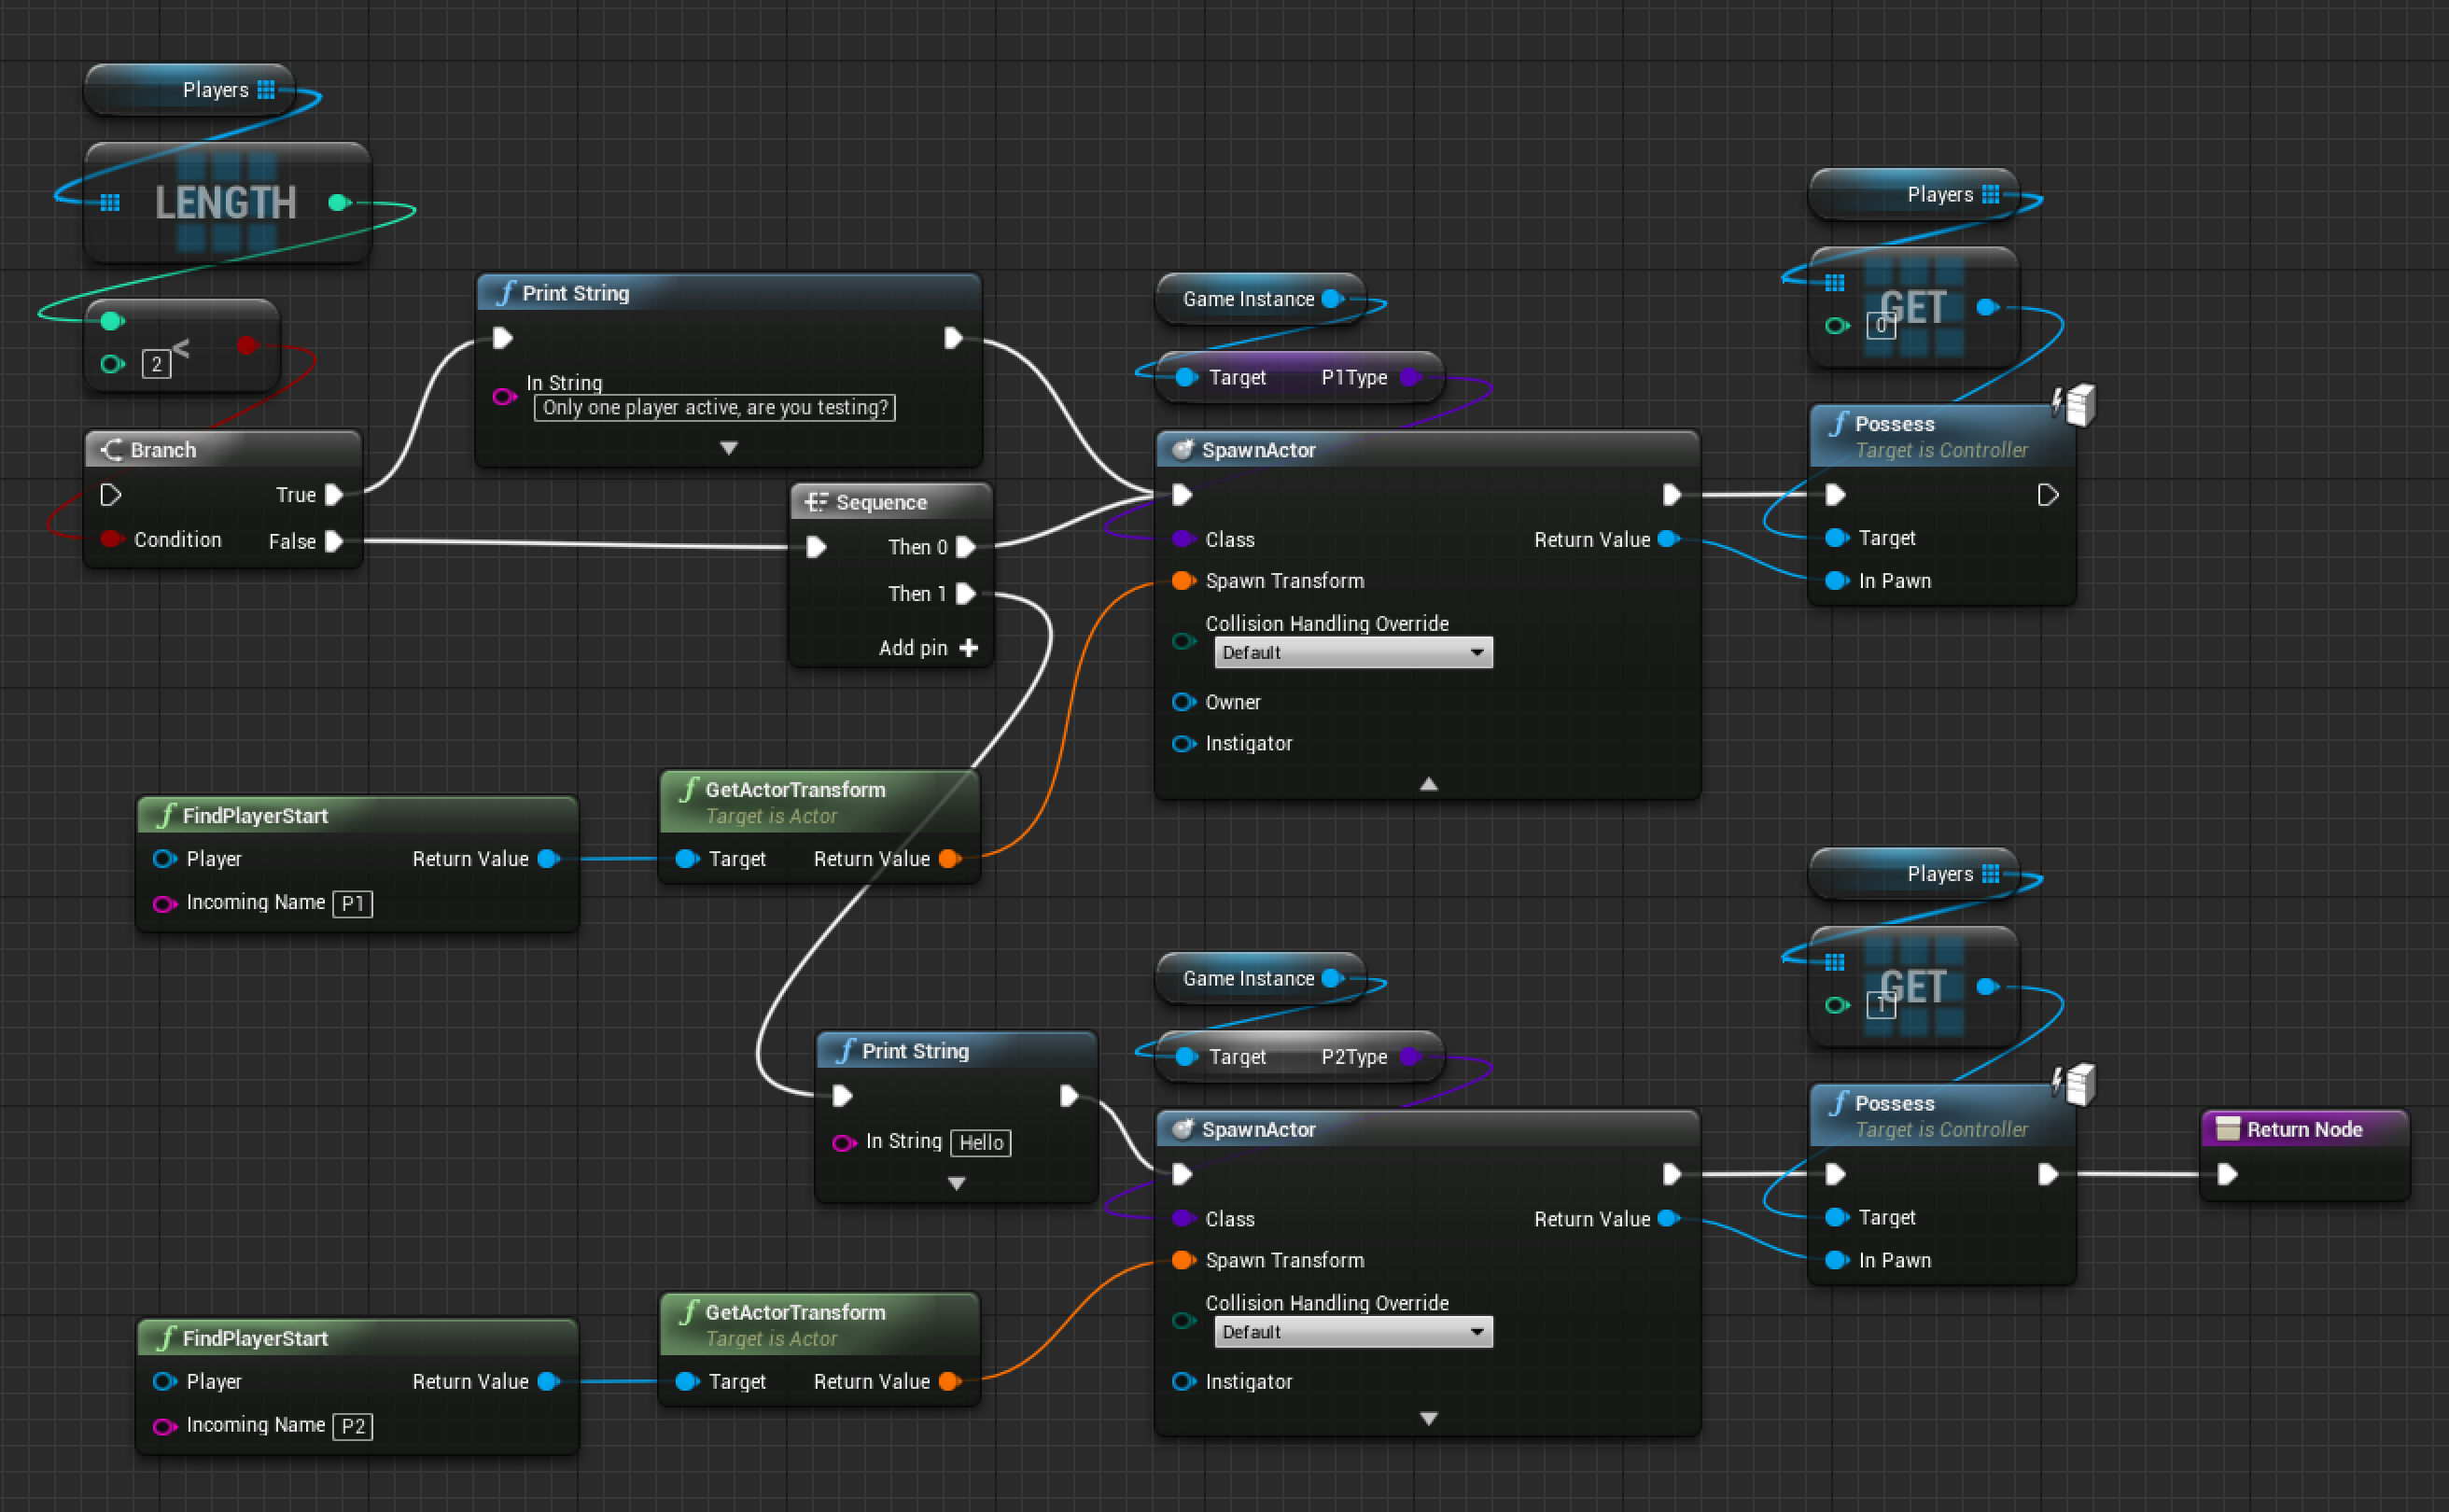 Players
LENGTH
2 <
Branch
True
Condition False
Print String
In String
Only one player active, are you testing?
Sequence
Then 0
Then 1
Add pin
Game Instance
Target P1Type
SpawnActor
Class Return Value
Spawn Transform
Collision Handling Override
Default
Owner
Instigator
Players
GET
0
f Possess
Target is Controller
Target
In Pawn
f FindPlayerStart
Player Return Value
Incoming Name P1
f GetActorTransform
Target is Actor
Target Return Value
f Print String
In String Hello
Game Instance
Target P2Type
SpawnActor
Class Return Value
Spawn Transform
Collision Handling Override
Default
Instigator
Players
GET
1
f Possess
Target is Controller
Target
In Pawn
Return Node
f FindPlayerStart
Player Return Value
Incoming Name P2
f GetActorTransform
Target is Actor
Target Return Value